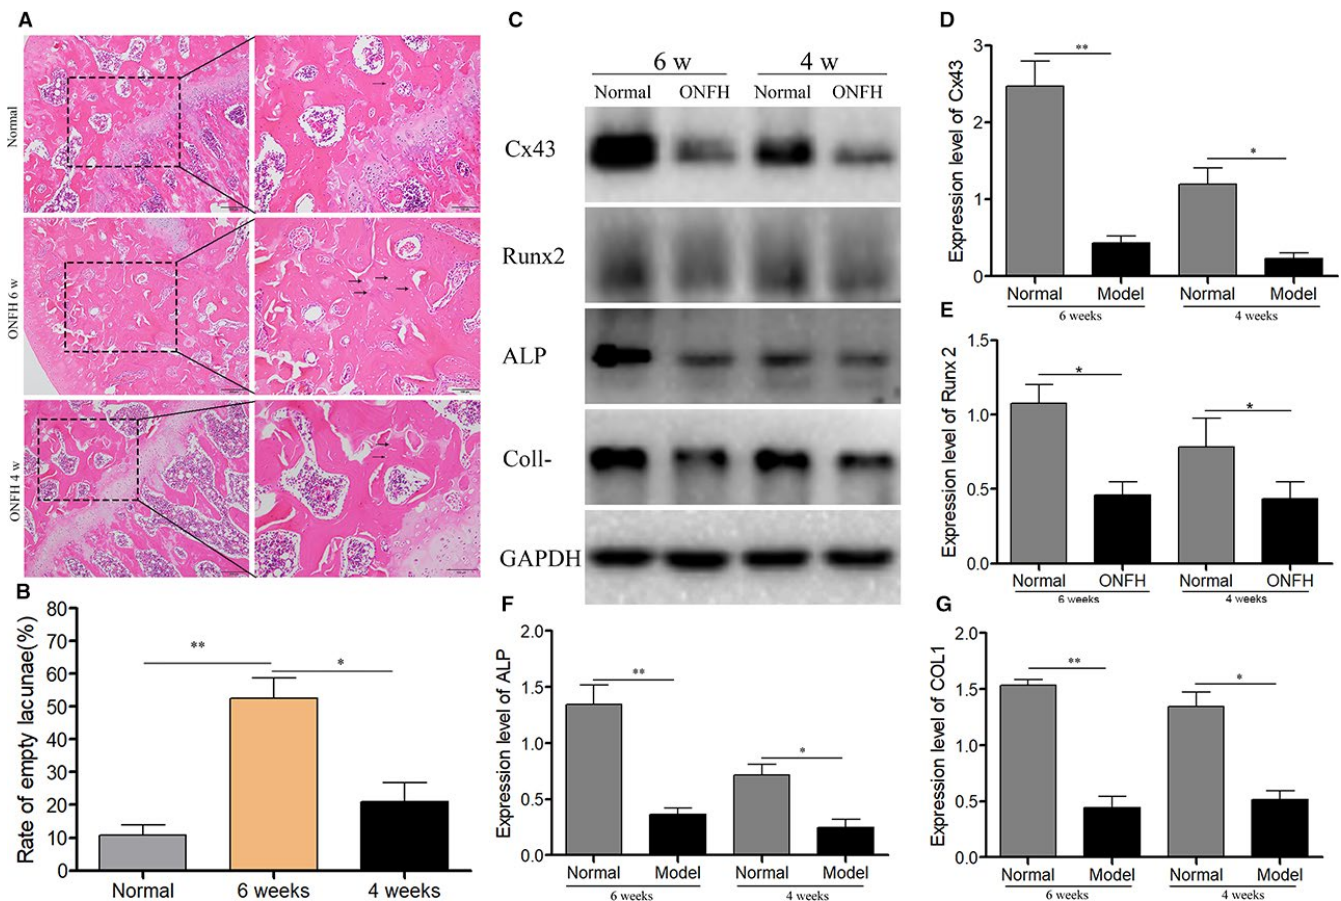 A
Normal
ONFH 6 w
ONFH 4 w
B
Rate of empty lacunae(%)
80
70
60
50
40
30
20
10
0
**
*
Normal 6 weeks 4 weeks
C
6 w 4 w
Normal ONFH Normal ONFH
Cx43
Runx2
ALP
Coll-
GAPDH
D
Expression level of Cx43
3
2
1
0
**
*
Normal Model Normal Model
6 weeks 4 weeks
E
Expression level of Runx 2
1.5
1.0
0.5
0.0
*
*
Normal ONFH Normal ONFH
6 weeks 4 weeks
F
Expression level of ALP
2.0
1.5
1.0
0.5
0.0
**
*
Normal Model Normal Model
6 weeks 4 weeks
G
Expression level of COL1
2.0
1.5
1.0
0.5
0.0
**
*
Normal Model Normal Model
6 weeks 4 weeks